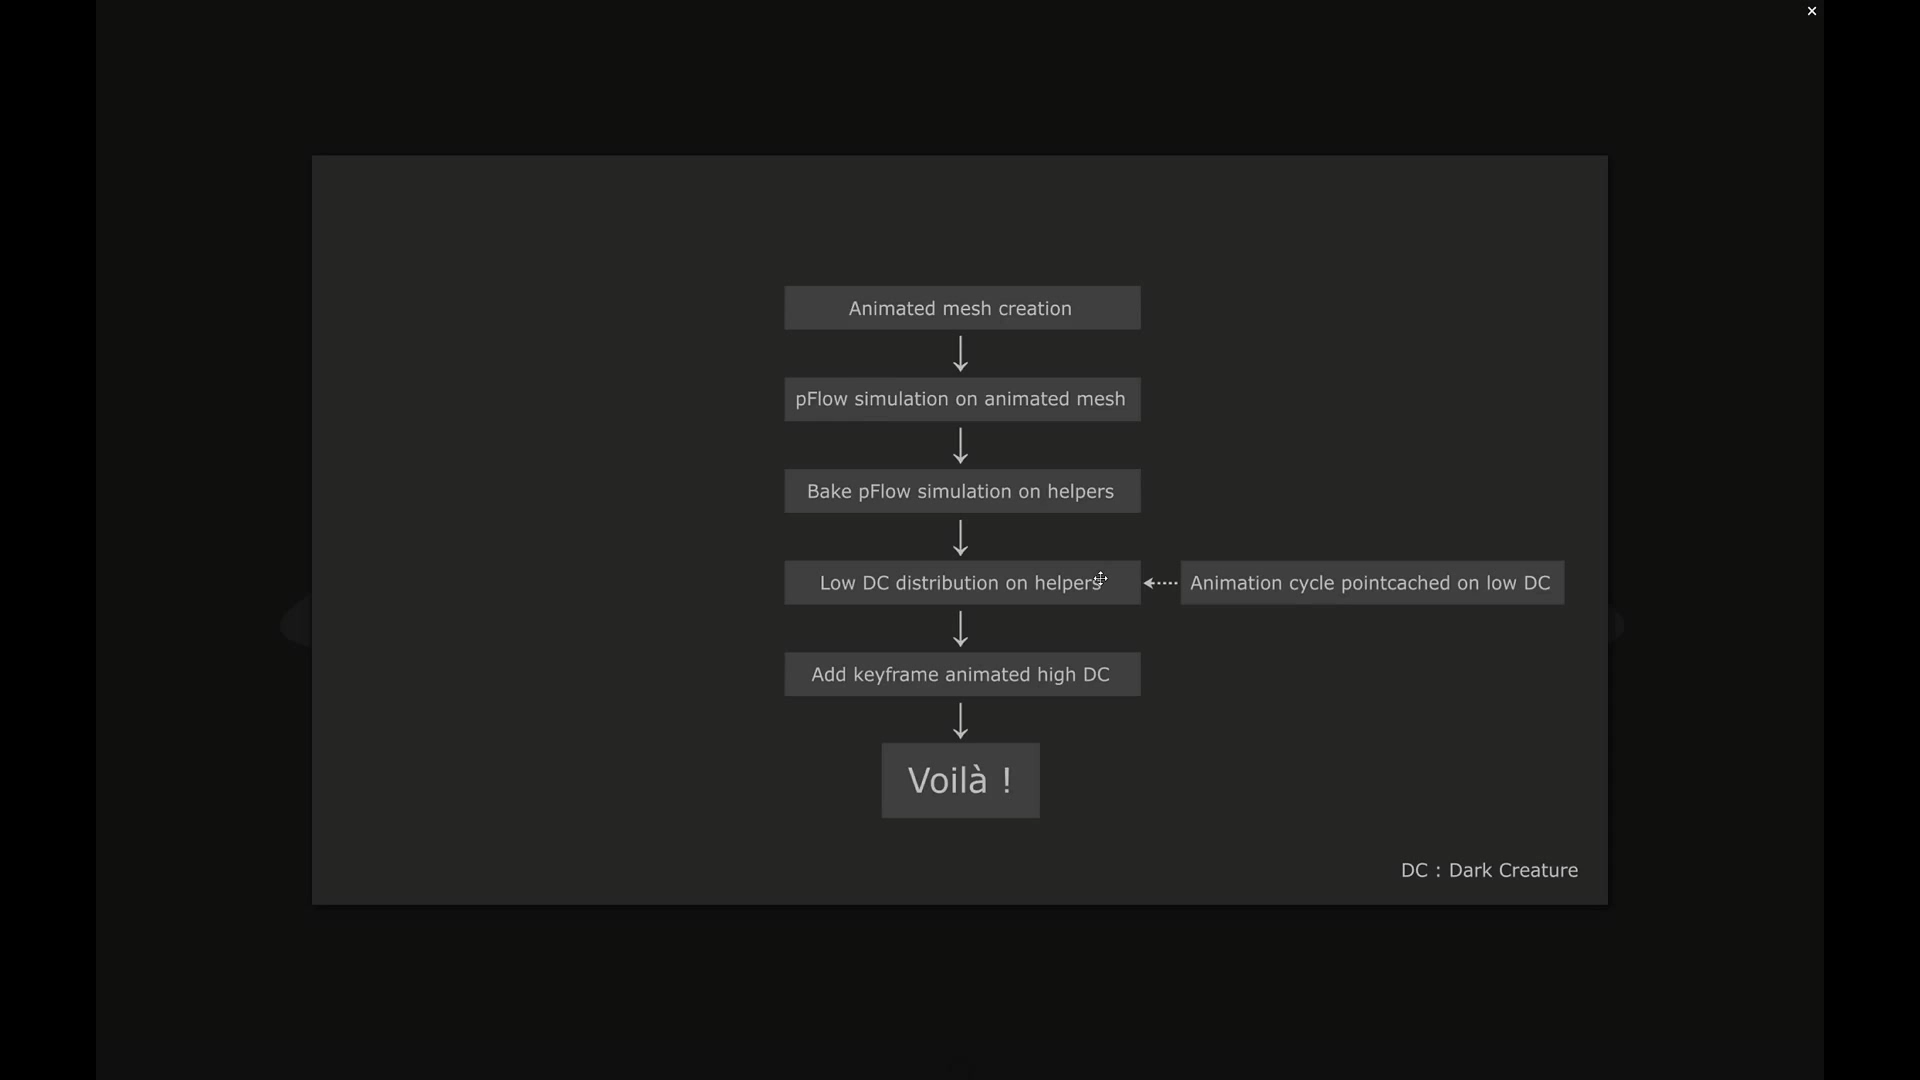 Animated mesh creation
pFlow simulation on animated mesh
Bake pFlow simulation on helpers
Low DC distribution on helpers
Animation cycle pointcached on low DC
Add keyframe animated high DC
Voilà !
DC : Dark Creature